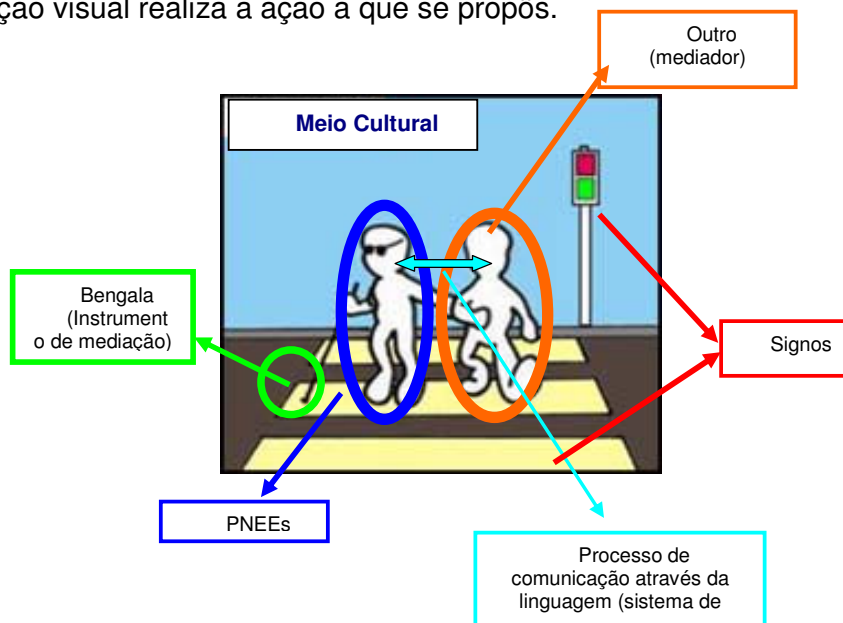 ção visual realiza a ação a que se propôs.
Outro
(mediador)
Meio Cultural
Bengala
(Instrument
o de mediação)
Signos
PNEEs
Processo de
comunicação através da
linguagem (sistema de